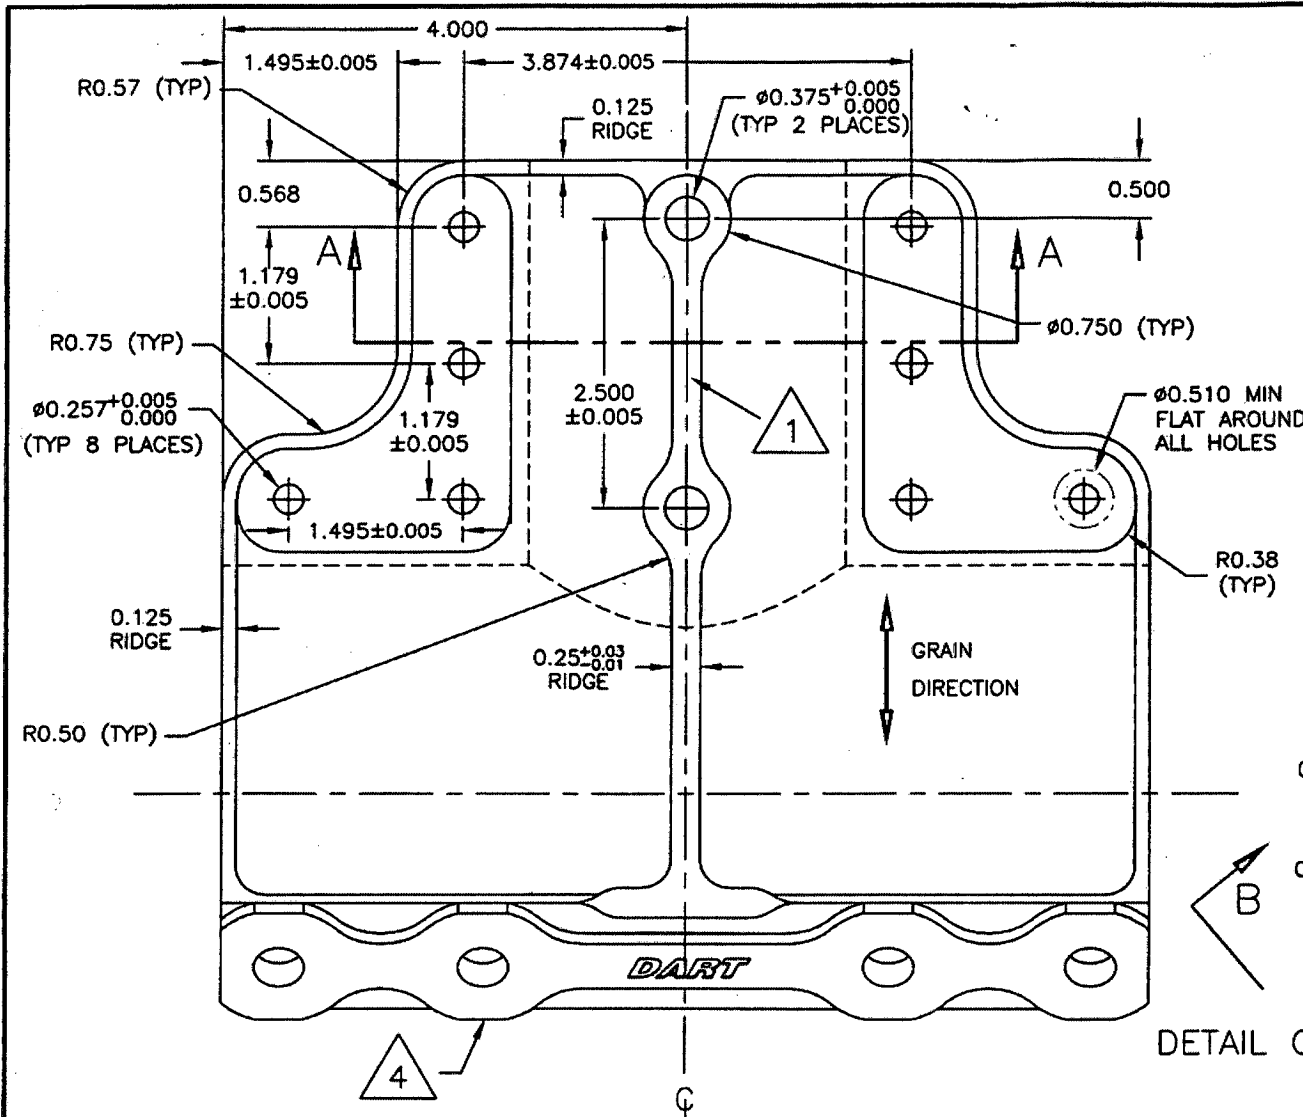 4.000
1.495±0.005
3.874±0.005
R0.57 (TYP)
0.125
RIDGE
ø0.375+0.005
0.000
(TYP 2 PLACES)
0.568
0.500
A
A
1.179
±0.005
R0.75 (TYP)
ø0.750 (TYP)
ø0.257+0.005
0.000
(TYP 8 PLACES)
1.179
±0.005
2.500
±0.005
1
ø0.510 MIN
FLAT AROUND
ALL HOLES
1.495±0.005
R0.38
(TYP)
0.125
RIDGE
0.25+0.03
-0.01
RIDGE
GRAIN
DIRECTION
R0.50 (TYP)
B
DART
4
DETAIL
℄